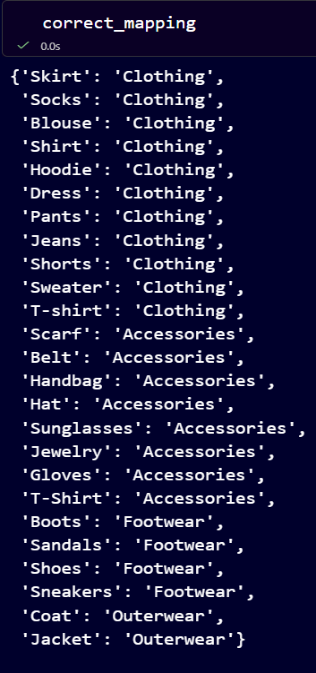 correct_mapping
0.0s
{'Skirt': 'Clothing',
'Socks': 'Clothing',
'Blouse': 'Clothing',
'Shirt': 'Clothing',
'Hoodie': 'Clothing',
'Dress': 'Clothing',
'Pants': 'Clothing',
'Jeans': 'Clothing',
'Shorts': 'Clothing',
'Sweater': 'Clothing',
'T-shirt': 'Clothing',
'Scarf': 'Accessories',
'Belt': 'Accessories',
'Handbag': 'Accessories',
'Hat': 'Accessories',
'Sunglasses': 'Accessories',
'Jewelry': 'Accessories',
'Gloves': 'Accessories',
'T-Shirt': 'Accessories',
'Boots': 'Footwear',
'Sandals': 'Footwear',
'Shoes': 'Footwear',
'Sneakers': 'Footwear',
'Coat': 'Outerwear',
'Jacket': 'Outerwear'}